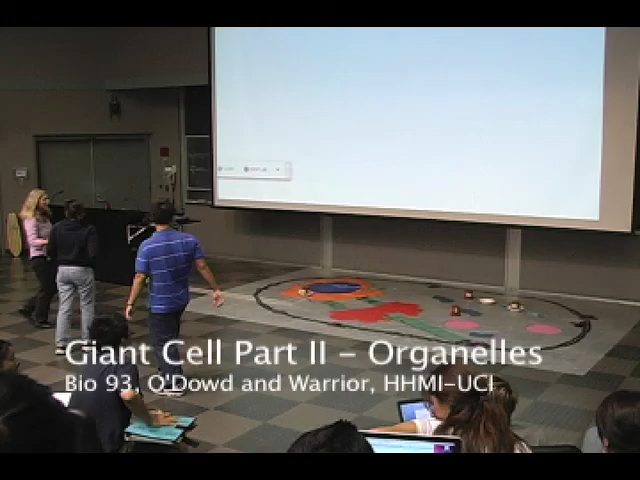 Giant Cell Part II - Organelles
Bio 93, O'Dowd and Warrior, HHMI-UCI